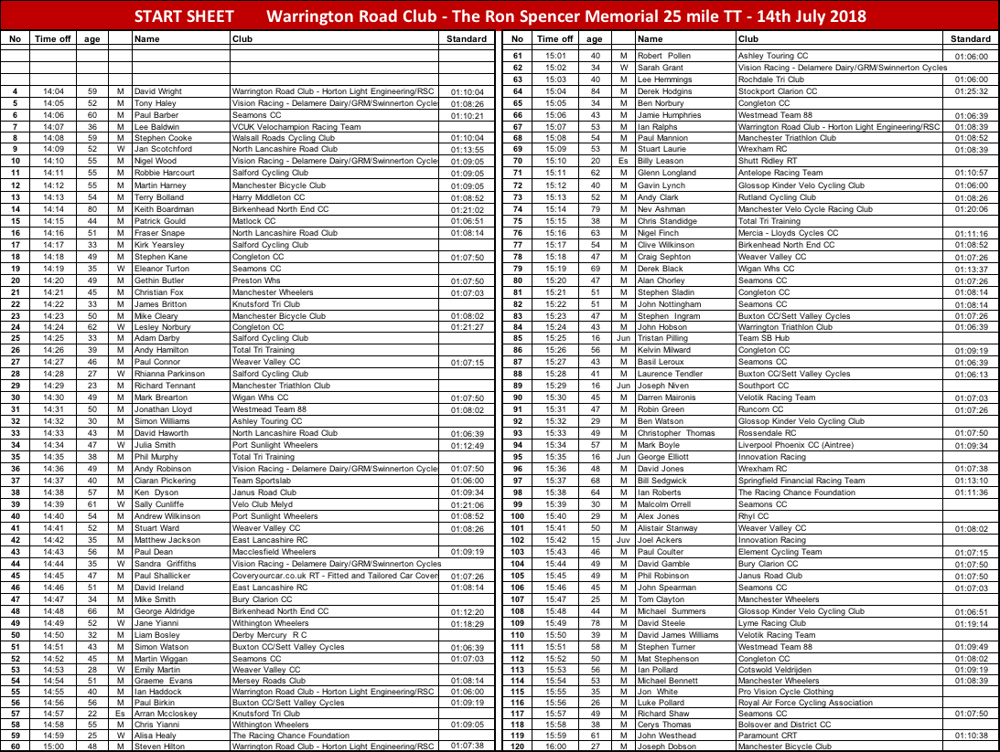 START SHEET Warrington Road Club - The Ron Spencer Memorial 25 mile TT - 14th July 2018
No Time off age Name Club Standard
4 14:04 59 M David Wright Warrington Road Club - Horton Light Engineering/RSC 01:10:04
5 14:05 52 M Tony Haley Vision Racing - Delamere Dairy/GRM/Swinnerton Cycles 01:08:26
6 14:06 60 M Paul Barber Seamons CC 01:10:21
7 14:07 36 M Lee Baldwin VCUK Velochampion Racing Team
8 14:08 59 M Stephen Cooke Walsall Roads Cycling Club 01:10:04
9 14:09 52 W Jan Scotchford North Lancashire Road Club 01:13:55
10 14:10 55 M Nigel Wood Vision Racing - Delamere Dairy/GRM/Swinnerton Cycles 01:09:05
11 14:11 55 M Robbie Harcourt Salford Cycling Club 01:09:05
12 14:12 55 M Martin Harney Manchester Bicycle Club 01:09:05
13 14:13 54 M Terry Bolland Harry Middleton CC 01:08:52
14 14:14 80 M Keith Boardman Birkenhead North End CC 01:21:02
15 14:15 44 M Patrick Gould Matlock CC 01:06:51
16 14:16 51 M Fraser Snape North Lancashire Road Club 01:08:14
17 14:17 33 M Kirk Yearsley Salford Cycling Club
18 14:18 49 M Stephen Kane Congleton CC 01:07:50
19 14:19 35 W Eleanor Turton Seamons CC
20 14:20 49 M Gethin Butler Preston Whs 01:07:50
21 14:21 45 M Christian Fox Manchester Wheelers 01:07:03
22 14:22 33 M James Britton Knutsford Tri Club
23 14:23 50 M Mike Cleary Manchester Bicycle Club 01:08:02
24 14:24 62 W Lesley Norbury Congleton CC 01:21:27
25 14:25 33 M Adam Darby Salford Cycling Club
26 14:26 39 M Andy Hamilton Total Tri Training
27 14:27 46 M Paul Connor Weaver Valley CC 01:07:15
28 14:28 27 W Rhianna Parkinson Salford Cycling Club
29 14:29 23 M Richard Tennant Manchester Triathlon Club
30 14:30 49 M Mark Brearton Wigan Whs CC 01:07:50
31 14:31 50 M Jonathan Lloyd Westmead Team 88 01:08:02
32 14:32 30 M Simon Williams Ashley Touring CC
33 14:33 43 M David Haworth North Lancashire Road Club 01:06:39
34 14:34 47 W Julia Smith Port Sunlight Wheelers 01:12:49
35 14:35 38 M Phil Murphy Total Tri Training
36 14:36 49 M Andy Robinson Vision Racing - Delamere Dairy/GRM/Swinnerton Cycles 01:07:50
37 14:37 40 M Ciaran Pickering Team Sportslab 01:06:00
38 14:38 57 M Ken Dyson Janus Road Club 01:09:34
39 14:39 61 W Sally Cunliffe Velo Club Melyd 01:21:06
40 14:40 54 M Andrew Wilkinson Port Sunlight Wheelers 01:08:52
41 14:41 52 M Stuart Ward Weaver Valley CC 01:08:26
42 14:42 35 M Matthew Jackson East Lancashire RC
43 14:43 56 M Paul Dean Macclesfield Wheelers 01:09:19
44 14:44 35 W Sandra Griffiths Vision Racing - Delamere Dairy/GRM/Swinnerton Cycles
45 14:45 47 M Paul Shallicker Coveryourcar.co.uk RT - Fitted and Tailored Car Cover 01:07:26
46 14:46 51 M David Ireland East Lancashire RC 01:08:14
47 14:47 34 M Mike Smith Bury Clarion CC
48 14:48 66 M George Aldridge Birkenhead North End CC 01:12:20
49 14:49 52 W Jane Yianni Withington Wheelers 01:18:29
50 14:50 32 M Liam Bosley Derby Mercury R C
51 14:51 43 M Simon Watson Buxton CC/Sett Valley Cycles 01:06:39
52 14:52 45 M Martin Wiggan Seamons CC 01:07:03
53 14:53 28 W Emily Martin Weaver Valley CC
54 14:54 51 M Graeme Evans Mersey Roads Club 01:08:14
55 14:55 40 M Ian Haddock Warrington Road Club - Horton Light Engineering/RSC 01:06:00
56 14:56 56 M Paul Birkin Buxton CC/Sett Valley Cycles 01:09:19
57 14:57 22 Es Arran Mccloskey Knutsford Tri Club
58 14:58 55 M Chris Yianni Withington Wheelers 01:09:05
59 14:59 25 W Alisa Healy The Racing Chance Foundation
60 15:00 48 M Steven Hilton Warrington Road Club - Horton Light Engineering/RSC 01:07:38
No Time off age Name Club Standard
61 15:01 40 M Robert Pollen Ashley Touring CC 01:06:00
62 15:02 34 W Sarah Grant Vision Racing - Delamere Dairy/GRM/Swinnerton Cycles
63 15:03 40 M Lee Hemmings Rochdale Tri Club 01:06:00
64 15:04 84 M Derek Hodgins Stockport Clarion CC 01:25:32
65 15:05 34 M Ben Norbury Congleton CC
66 15:06 43 M Jamie Humphries Westmead Team 88 01:06:39
67 15:07 53 M Ian Ralphs Warrington Road Club - Horton Light Engineering/RSC 01:08:39
68 15:08 54 M Paul Mannion Manchester Triathlon Club 01:08:52
69 15:09 53 M Stuart Laurie Wrexham RC 01:08:39
70 15:10 20 Es Billy Leason Shutt Ridley RT
71 15:11 62 M Glenn Longland Antelope Racing Team 01:10:57
72 15:12 40 M Gavin Lynch Glossop Kinder Velo Cycling Club 01:06:00
73 15:13 52 M Andy Clark Rutland Cycling Club 01:08:26
74 15:14 79 M Nev Ashman Manchester Velo Cycle Racing Club 01:20:06
75 15:15 38 M Chris Standidge Total Tri Training
76 15:16 63 M Nigel Finch Mercia - Lloyds Cycles CC 01:11:16
77 15:17 54 M Clive Wilkinson Birkenhead North End CC 01:08:52
78 15:18 47 M Craig Sephton Weaver Valley CC 01:07:26
79 15:19 69 M Derek Black Wigan Whs CC 01:13:37
80 15:20 47 M Alan Chorley Seamons CC 01:07:26
81 15:21 51 M Stephen Sladin Congleton CC 01:08:14
82 15:22 51 M John Nottingham Seamons CC 01:08:14
83 15:23 47 M Stephen Ingram Buxton CC/Sett Valley Cycles 01:07:26
84 15:24 43 M John Hobson Warrington Triathlon Club 01:06:39
85 15:25 16 Jun Tristan Pilling Team SB Hub
86 15:26 56 M Kelvin Milward Congleton CC 01:09:19
87 15:27 43 M Basil Leroux Seamons CC 01:06:39
88 15:28 41 M Laurence Tendler Buxton CC/Sett Valley Cycles 01:06:13
89 15:29 16 Jun Joseph Niven Southport CC
90 15:30 45 M Darren Maironis Velotik Racing Team 01:07:03
91 15:31 47 M Robin Green Runcorn CC 01:07:26
92 15:32 29 M Ben Watson Glossop Kinder Velo Cycling Club
93 15:33 49 M Christopher Thomas Rossendale RC 01:07:50
94 15:34 57 M Mark Boyle Liverpool Phoenix CC (Aintree) 01:09:34
95 15:35 16 Jun George Elliott Innovation Racing
96 15:36 48 M David Jones Wrexham RC 01:07:38
97 15:37 68 M Bill Sedgwick Springfield Financial Racing Team 01:13:10
98 15:38 64 M Ian Roberts The Racing Chance Foundation 01:11:36
99 15:39 30 M Malcolm Orrell Seamons CC
100 15:40 29 M Alex Jones Rhyl CC
101 15:41 50 M Alistair Stanway Weaver Valley CC 01:08:02
102 15:42 15 Juv Joel Ackers Innovation Racing
103 15:43 46 M Paul Coulter Element Cycling Team 01:07:15
104 15:44 49 M David Gamble Bury Clarion CC 01:07:50
105 15:45 49 M Phil Robinson Janus Road Club 01:07:50
106 15:46 45 M John Spearman Seamons CC 01:07:03
107 15:47 25 M Tom Clayton Manchester Wheelers
108 15:48 44 M Michael Summers Glossop Kinder Velo Cycling Club 01:06:51
109 15:49 78 M David Steele Lyme Racing Club 01:19:14
110 15:50 39 M David James Williams Velotik Racing Team
111 15:51 58 M Stephen Turner Westmead Team 88 01:09:49
112 15:52 50 M Mat Stephenson Congleton CC 01:08:02
113 15:53 56 M Ian Pollard Cotswold Veldrijden 01:09:19
114 15:54 53 M Michael Bennett Manchester Wheelers 01:08:39
115 15:55 35 M Jon White Pro Vision Cycle Clothing
116 15:56 26 M Luke Pollard Royal Air Force Cycling Association
117 15:57 49 M Richard Shaw Seamons CC 01:07:50
118 15:58 38 M Cerys Thomas Bolsover and District CC
119 15:59 61 M John Westhead Paramount CRT 01:10:38
120 16:00 27 M Joseph Dobson Manchester Bicycle Club